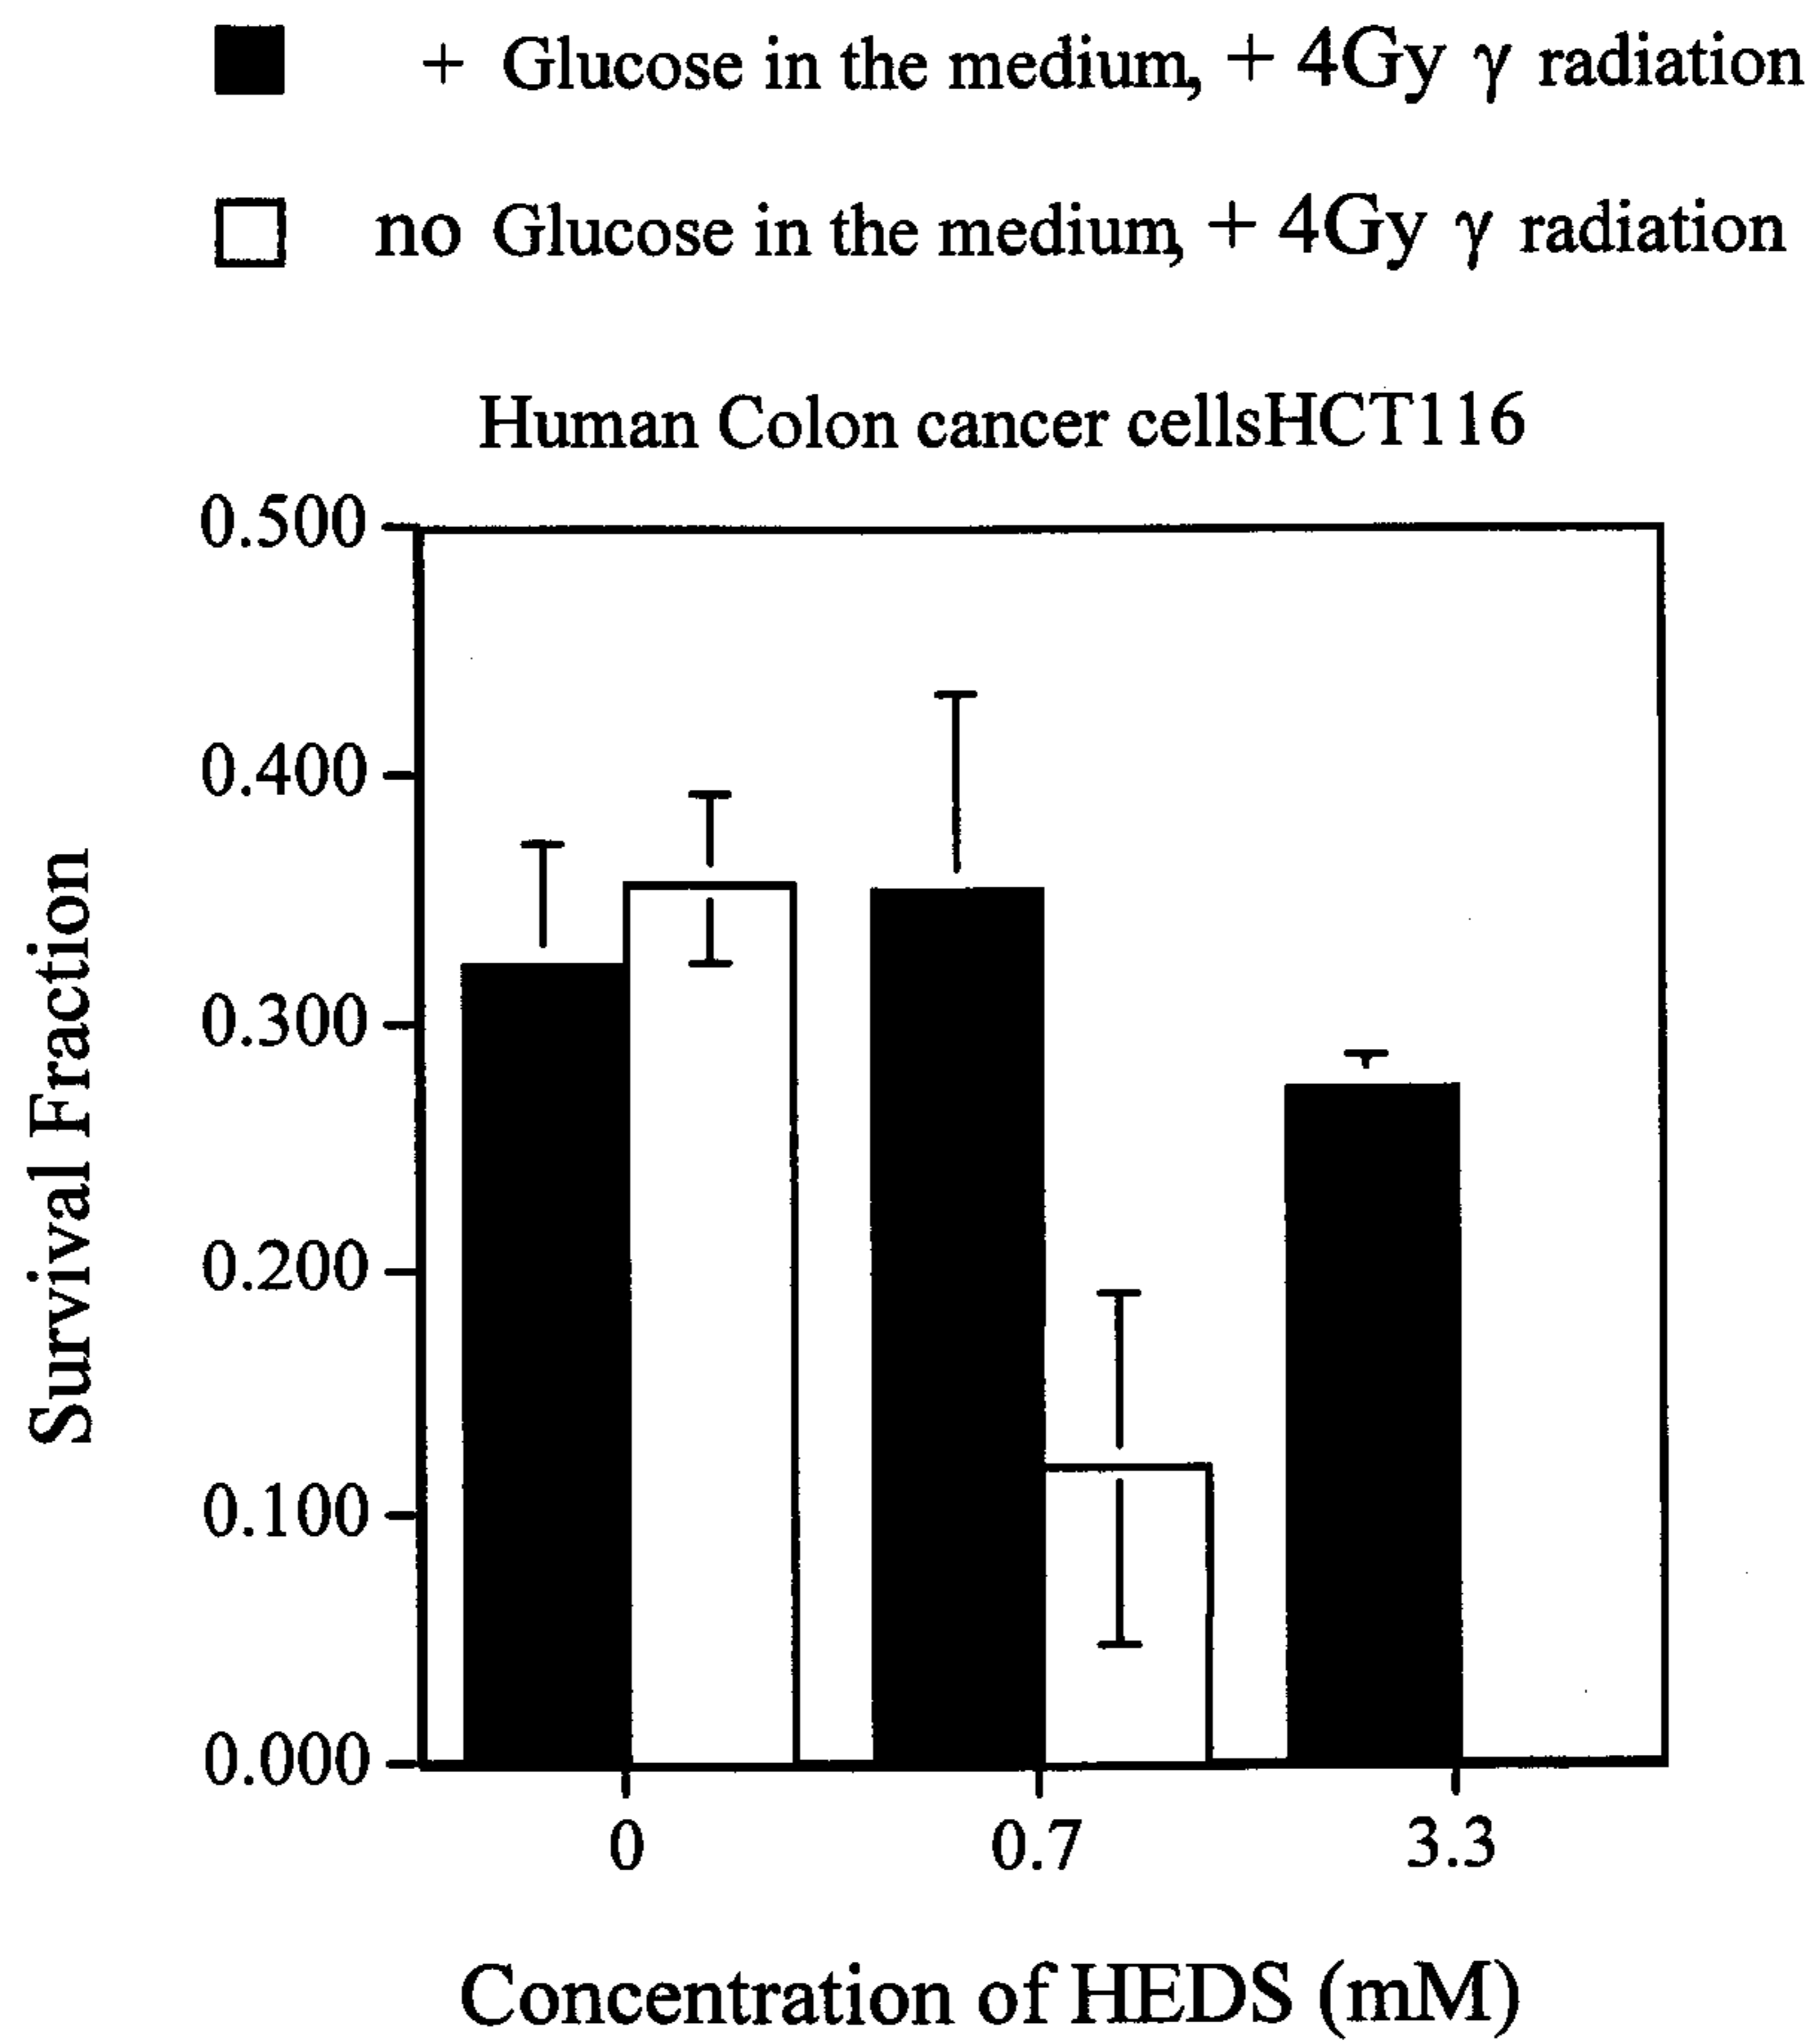 + Glucose in the medium, + 4Gy γ radiation
no Glucose in the medium, + 4Gy γ radiation
Human Colon cancer cellsHCT116
0.500
0.400
0.300
0.200
0.100
0.000
Survival Fraction
0 0.7 3.3
Concentration of HEDS (mM)